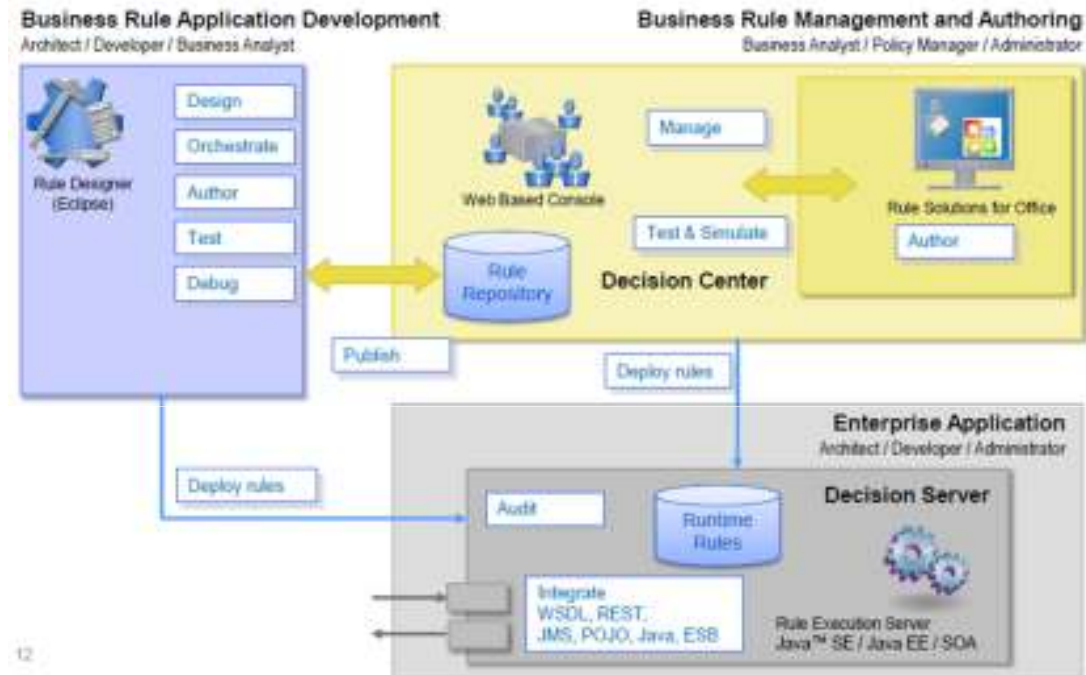 Business Rule Application Development
Architect / Developer / Business Analyst
Rule Designer
(Eclipse)
Design
Orchestrate
Author
Test
Debug
Business Rule Management and Authoring
Business Analyst / Policy Manager / Administrator
Web Based Console
Manage
Test & Simulate
Rule
Repository
Decision Center
Rule Solutions for Office
Author
Publish
Deploy rules
Deploy rules
Enterprise Application
Architect / Developer / Administrator
Decision Server
Audit
Runtime
Rules
Integrate
WSDL, REST,
JMS, POJO, Java, ESB
Rule Execution Server
Java™ SE / Java EE / SOA
12